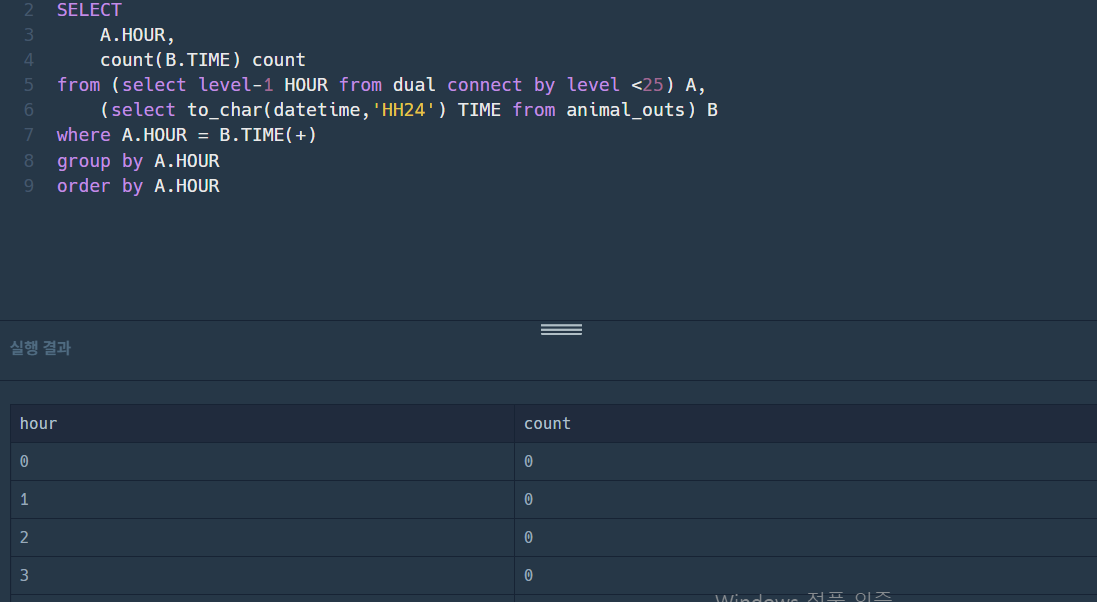 2 SELECT
3 A.HOUR,
4 count(B.TIME) count
5 from (select level-1 HOUR from dual connect by level <25) A,
6 (select to_char(datetime,'HH24') TIME from animal_outs) B
7 where A.HOUR = B.TIME(+)
8 group by A.HOUR
9 order by A.HOUR
실행 결과
hour count
0 0
1 0
2 0
3 0
Windows 정품 인증